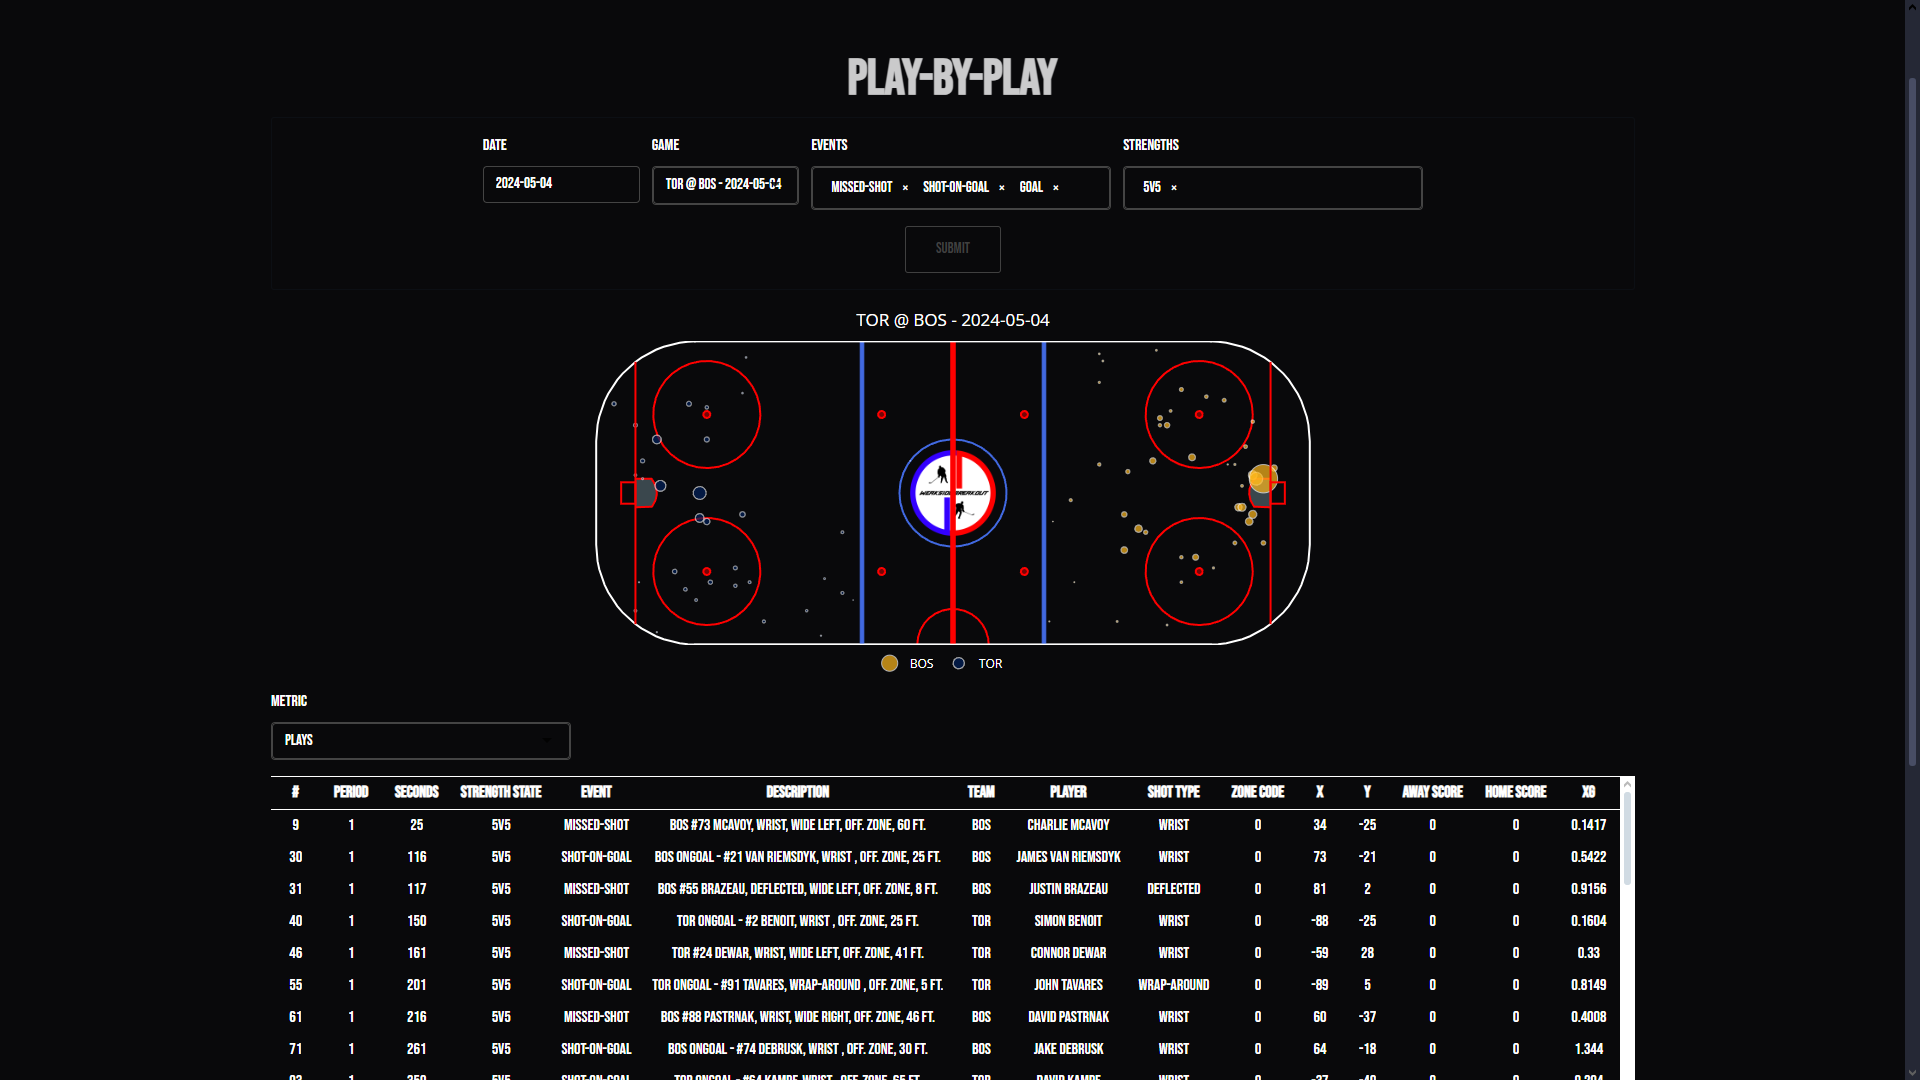 PLAY-BY-PLAY
DATE GAME EVENTS STRENGTHS
2024-05-04 TOR @ BOS - 2024-05-04 MISSED-SHOT × SHOT-ON-GOAL × GOAL × 5V5 ×
SUBMIT
TOR @ BOS - 2024-05-04
BOS TOR
METRIC
PLAYS
# PERIOD SECONDS STRENGTH STATE EVENT DESCRIPTION TEAM PLAYER SHOT TYPE ZONE CODE X Y AWAY SCORE HOME SCORE XG
9 1 25 5V5 MISSED-SHOT BOS #73 MCAVOY, WRIST, WIDE LEFT, OFF. ZONE, 60 FT. BOS CHARLIE MCAVOY WRIST O 34 -25 0 0 0.1417
30 1 116 5V5 SHOT-ON-GOAL BOS ONGOAL - #21 VAN RIEMSDYK, WRIST , OFF. ZONE, 25 FT. BOS JAMES VAN RIEMSDYK WRIST O 73 -21 0 0 0.5422
31 1 117 5V5 MISSED-SHOT BOS #55 BRAZEAU, DEFLECTED, WIDE LEFT, OFF. ZONE, 8 FT. BOS JUSTIN BRAZEAU DEFLECTED O 81 2 0 0 0.9156
40 1 150 5V5 SHOT-ON-GOAL TOR ONGOAL - #2 BENOIT, WRIST , OFF. ZONE, 25 FT. TOR SIMON BENOIT WRIST O -88 -25 0 0 0.1604
46 1 161 5V5 MISSED-SHOT TOR #24 DEWAR, WRIST, WIDE LEFT, OFF. ZONE, 41 FT. TOR CONNOR DEWAR WRIST O -59 28 0 0 0.33
55 1 201 5V5 SHOT-ON-GOAL TOR ONGOAL - #91 TAVARES, WRAP-AROUND , OFF. ZONE, 5 FT. TOR JOHN TAVARES WRAP-AROUND O -89 5 0 0 0.8149
61 1 216 5V5 MISSED-SHOT BOS #88 PASTRNAK, WRIST, WIDE RIGHT, OFF. ZONE, 46 FT. BOS DAVID PASTRNAK WRIST O 60 -37 0 0 0.4008
71 1 261 5V5 SHOT-ON-GOAL BOS ONGOAL - #74 DEBRUSK, WRIST , OFF. ZONE, 30 FT. BOS JAKE DEBRUSK WRIST O 64 -18 0 0 1.344